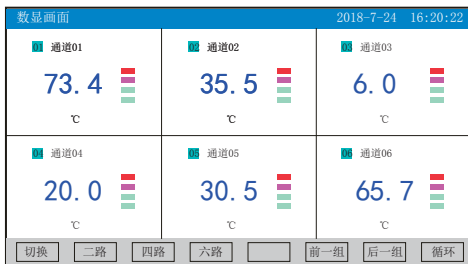 数显画面 2018-7-24 16:20:22
01 通道01 02 通道02 03 通道03
73.4 35.5 6.0
℃ ℃ ℃
04 通道04 05 通道05 06 通道06
20.0 30.5 65.7
℃ ℃ ℃
切换 二路 四路 六路 前一组 后一组 循环